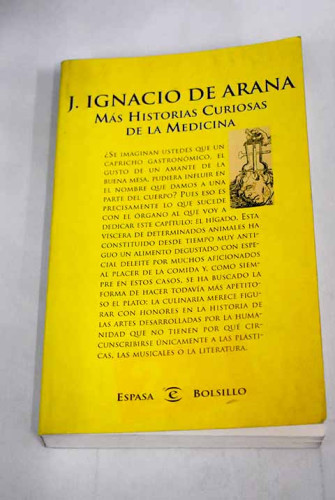 J. IGNACIO DE ARANA
MÁS HISTORIAS CURIOSAS
DE LA MEDICINA
¿SE IMAGINAN USTEDES QUE UN
CAPRICHO GASTRONÓMICO, EL
GUSTO DE UN AMANTE DE LA
BUENA MESA, PUDIERA INFLUIR EN
EL NOMBRE QUE DAMOS A UNA
PARTE DEL CUERPO? PUES ESO ES
PRECISAMENTE LO QUE SUCEDE
CON EL ÓRGANO AL QUE VOY A
DEDICAR ESTE CAPÍTULO: EL HÍGADO. ESTA
VÍSCERA DE DETERMINADOS ANIMALES HA
CONSTITUIDO DESDE TIEMPO MUY ANTI-
GUO UN ALIMENTO DEGUSTADO CON ESPE-
CIAL DELEITE POR MUCHOS AFICIONADOS
AL PLACER DE LA COMIDA Y, COMO SIEM-
PRE EN ESTOS CASOS, SE HA BUSCADO LA
FORMA DE HACER TODAVÍA MÁS APETITO-
SO EL PLATO: LA CULINARIA MERECE FIGU-
RAR CON HONORES EN LA HISTORIA DE
LAS ARTES DESARROLLADAS POR LA HUMA-
NIDAD QUE NO TIENEN POR QUÉ CIR-
CUNSCRIBIRSE ÚNICAMENTE A LAS PLÁSTI-
CAS, LAS MUSICALES O LA LITERATURA.
ESPASA BOLSILLO